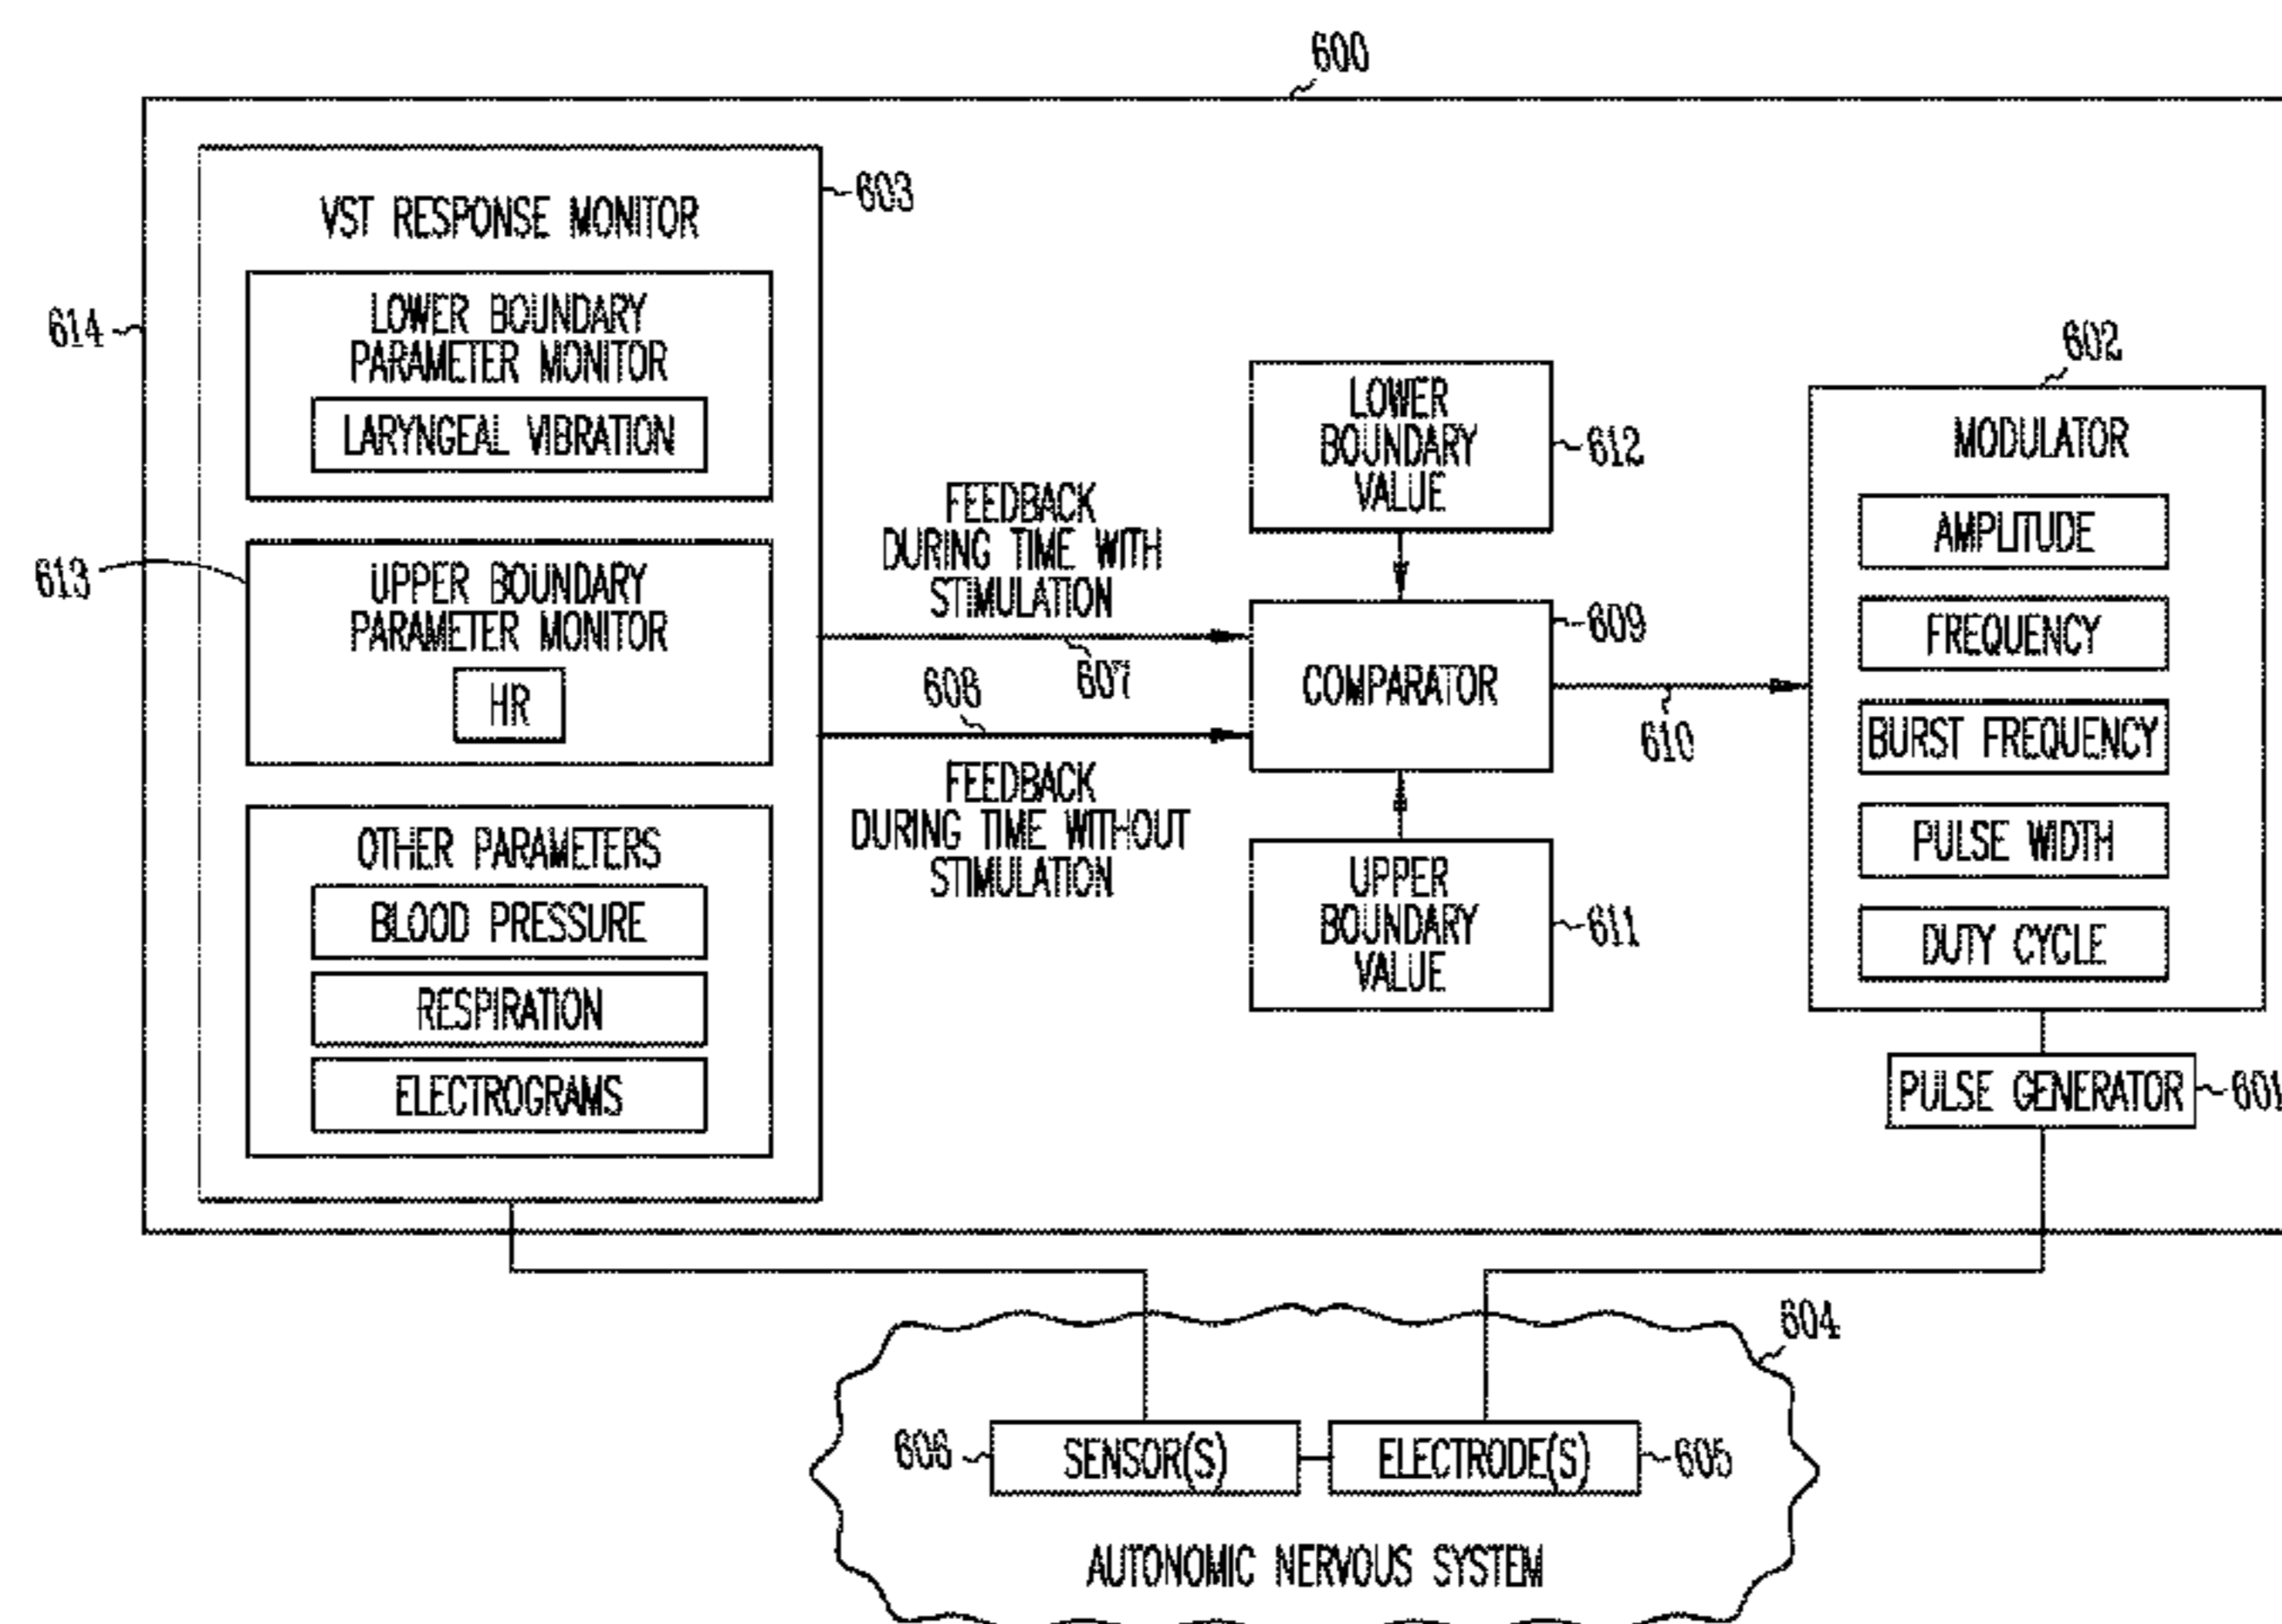 600
VST RESPONSE MONITOR
603
LOWER BOUNDARY
PARAMETER MONITOR
LARYNGEAL VIBRATION
614
613
UPPER BOUNDARY
PARAMETER MONITOR
HR
OTHER PARAMETERS
BLOOD PRESSURE
RESPIRATION
ELECTROGRAMS
FEEDBACK
DURING TIME WITH
STIMULATION
607
608
FEEDBACK
DURING TIME WITHOUT
STIMULATION
LOWER
BOUNDARY
VALUE
612
COMPARATOR
609
610
UPPER
BOUNDARY
VALUE
611
602
MODULATOR
AMPLITUDE
FREQUENCY
BURST FREQUENCY
PULSE WIDTH
DUTY CYCLE
PULSE GENERATOR
601
604
606
SENSOR(S)
ELECTRODE(S)
605
AUTONOMIC NERVOUS SYSTEM